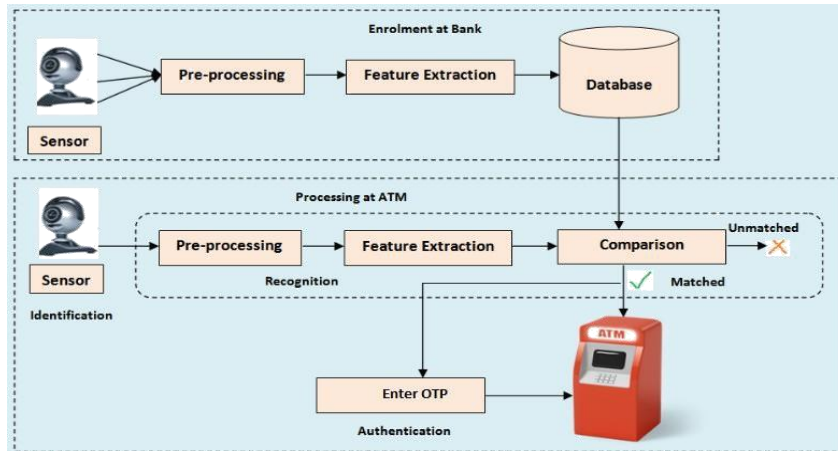 Enrolment at Bank
Pre-processing
Feature Extraction
Database
Sensor
Processing at ATM
Pre-processing
Feature Extraction
Comparison
Unmatched
Sensor
Recognition
Matched
Identification
ATM
Enter OTP
Authentication